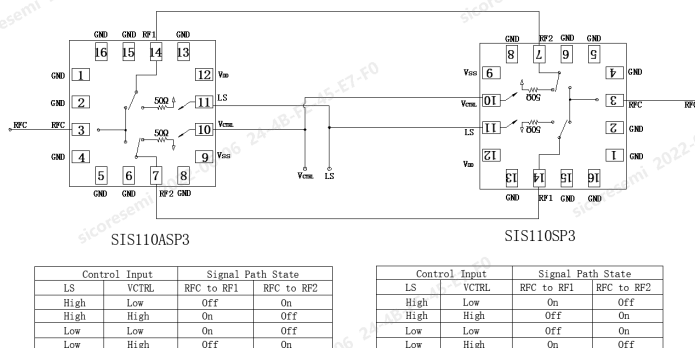 GND GND RF1 GND
16 15 14 13
GND 1 12 VDD
GND 2 50Ω 11 LS
RFC RFC 3 50Ω 10 VCTRL
GND 4 9 VSS
5 6 7 8
GND GND RF2 GND
SIS110ASP3
VCTRL LS
GND RF2 GND GND
8 7 6 5
VSS 9 4 GND
VCTRL 10 50Ω 3 RFC RF
LS 11 50Ω 2 GND
VDD 12 1 GND
13 14 15 16
GND RF1 GND GND
SIS110SP3
Control Input Signal Path State
LS VCTRL RFC to RF1 RFC to RF2
High Low Off On
High High On Off
Low Low On Off
Low High Off On
Control Input Signal Path State
LS VCTRL RFC to RF1 RFC to RF2
High Low On Off
High High Off On
Low Low Off On
Low High On Off